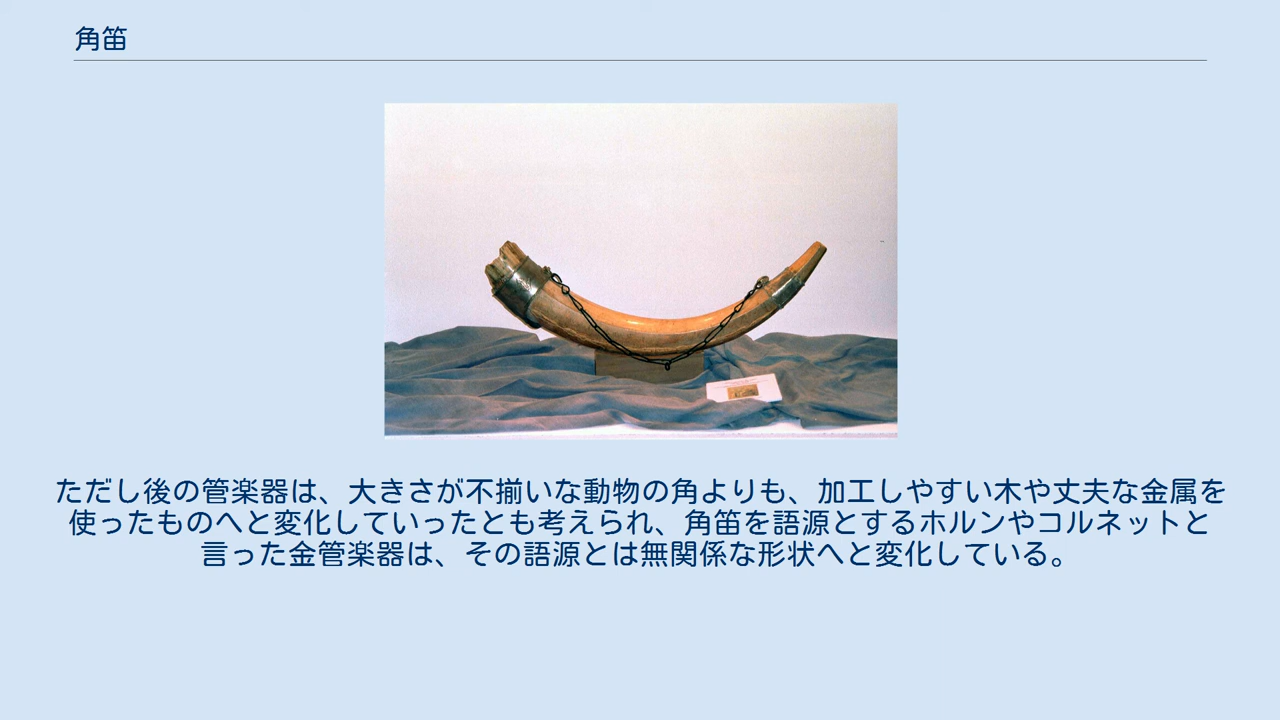 角笛
ただし後の管楽器は、大きさが不揃いな動物の角よりも、加工しやすい木や丈夫な金属を
使ったものへと変化していったとも考えられ、角笛を語源とするホルンやコルネットと
言った金管楽器は、その語源とは無関係な形状へと変化している。